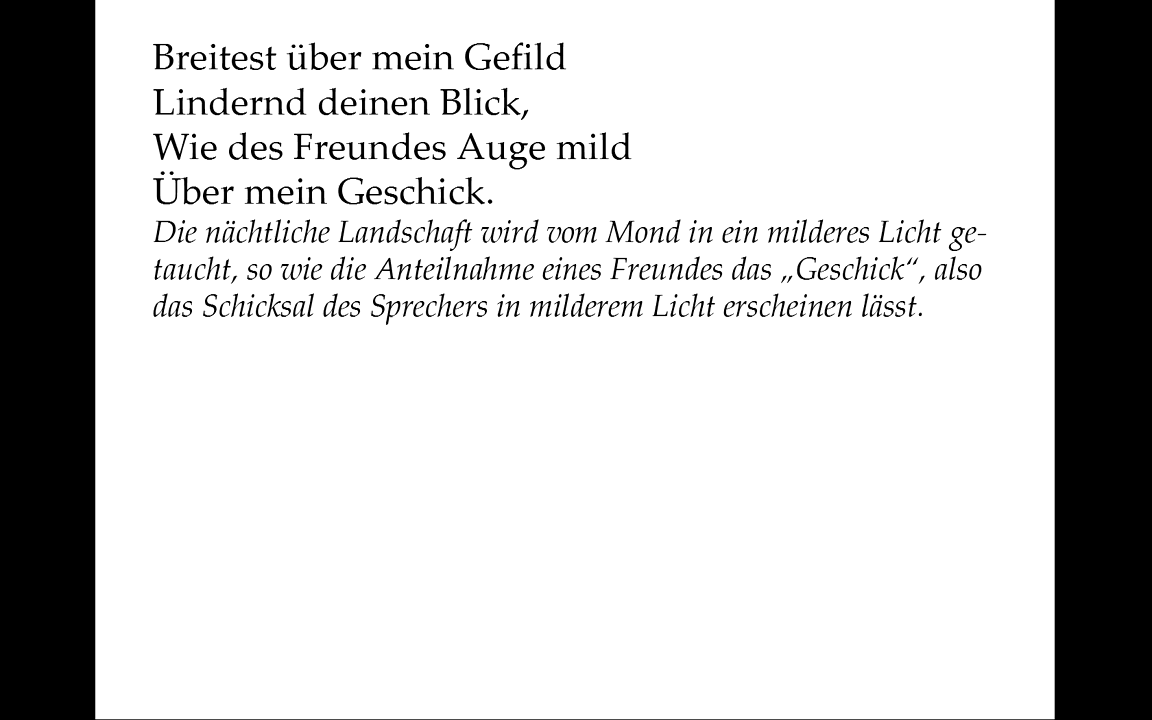 Breitest über mein Gefild
Lindernd deinen Blick,
Wie des Freundes Auge mild
Über mein Geschick.
Die nächtliche Landschaft wird vom Mond in ein milderes Licht ge-
taucht, so wie die Anteilnahme eines Freundes das „Geschick“, also
das Schicksal des Sprechers in milderem Licht erscheinen lässt.